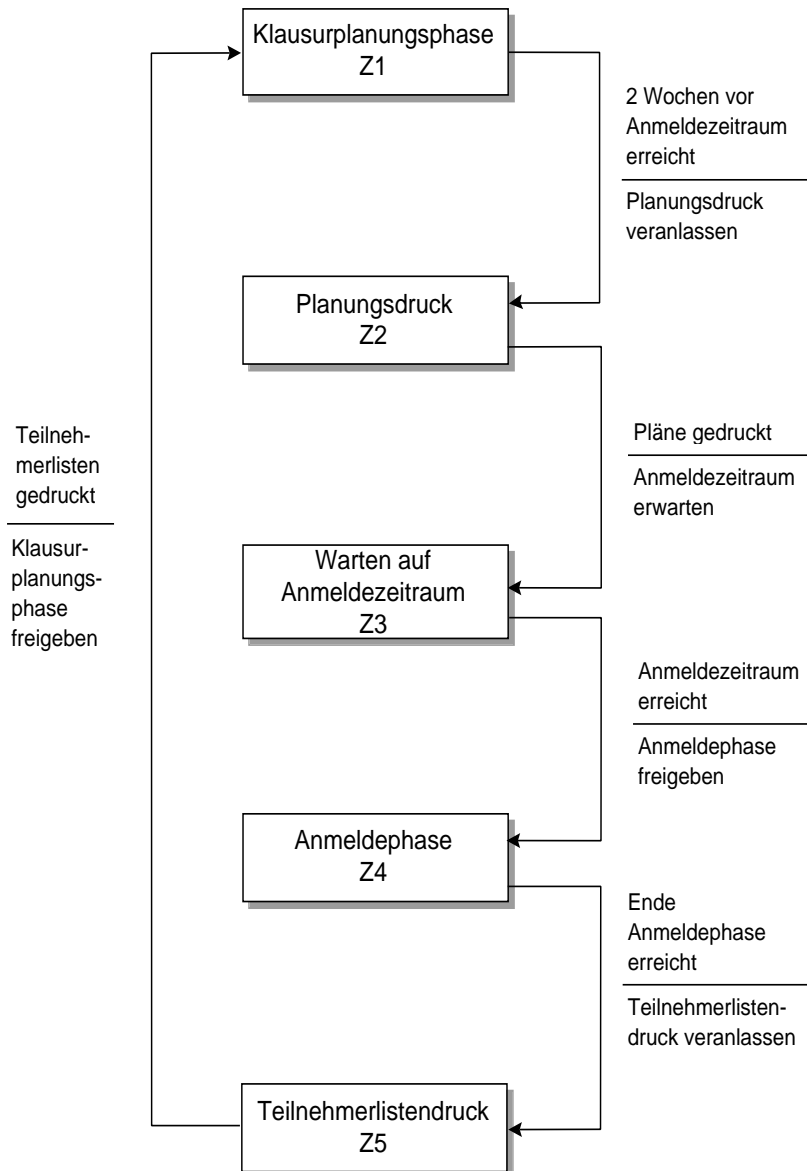 Klausurplanungsphase
Z1
2 Wochen vor
Anmeldezeitraum
erreicht
Planungsdruck
veranlassen
Planungsdruck
Z2
Pläne gedruckt
Anmeldezeitraum
erwarten
Teilneh-
merlisten
gedruckt
Klausur-
planungs-
phase
freigeben
Warten auf
Anmeldezeitraum
Z3
Anmeldezeitraum
erreicht
Anmeldephase
freigeben
Anmeldephase
Z4
Ende
Anmeldephase
erreicht
Teilnehmerlisten-
druck veranlassen
Teilnehmerlistendruck
Z5